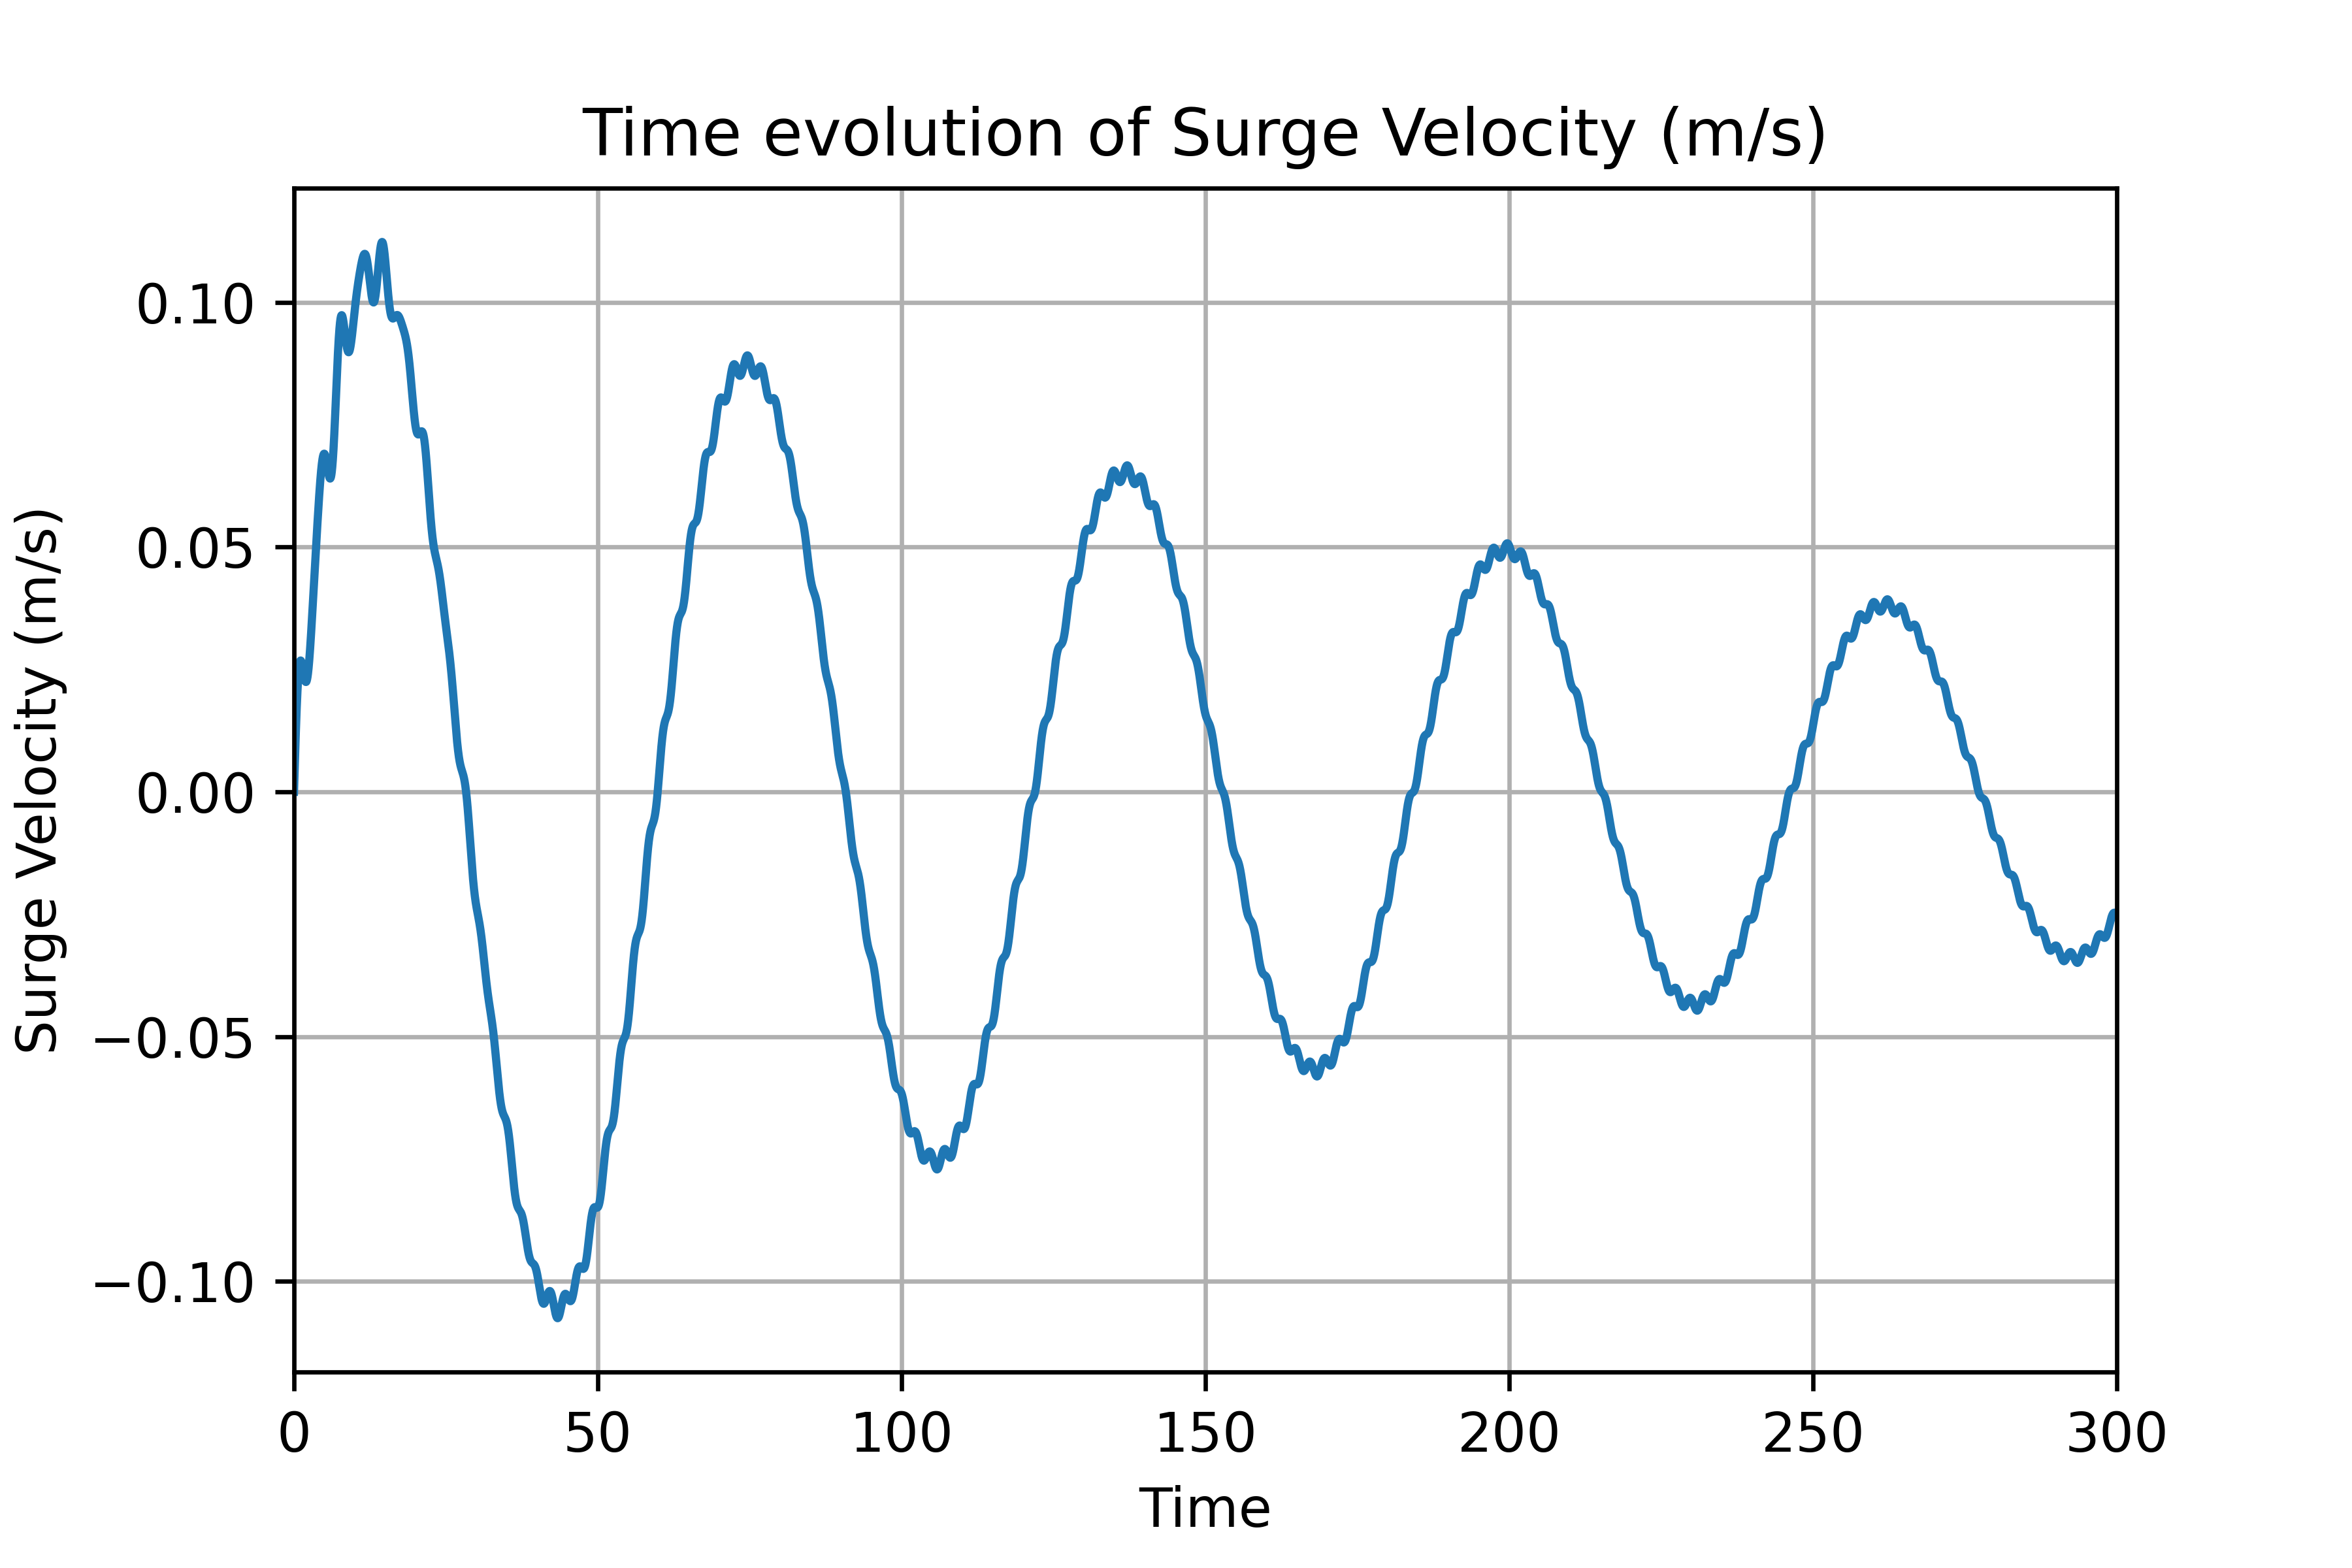 Time evolution of Surge Velocity (m/s)
Surge Velocity (m/s)
0.10
0.05
0.00
−0.05
−0.10
0 50 100 150 200 250 300
Time